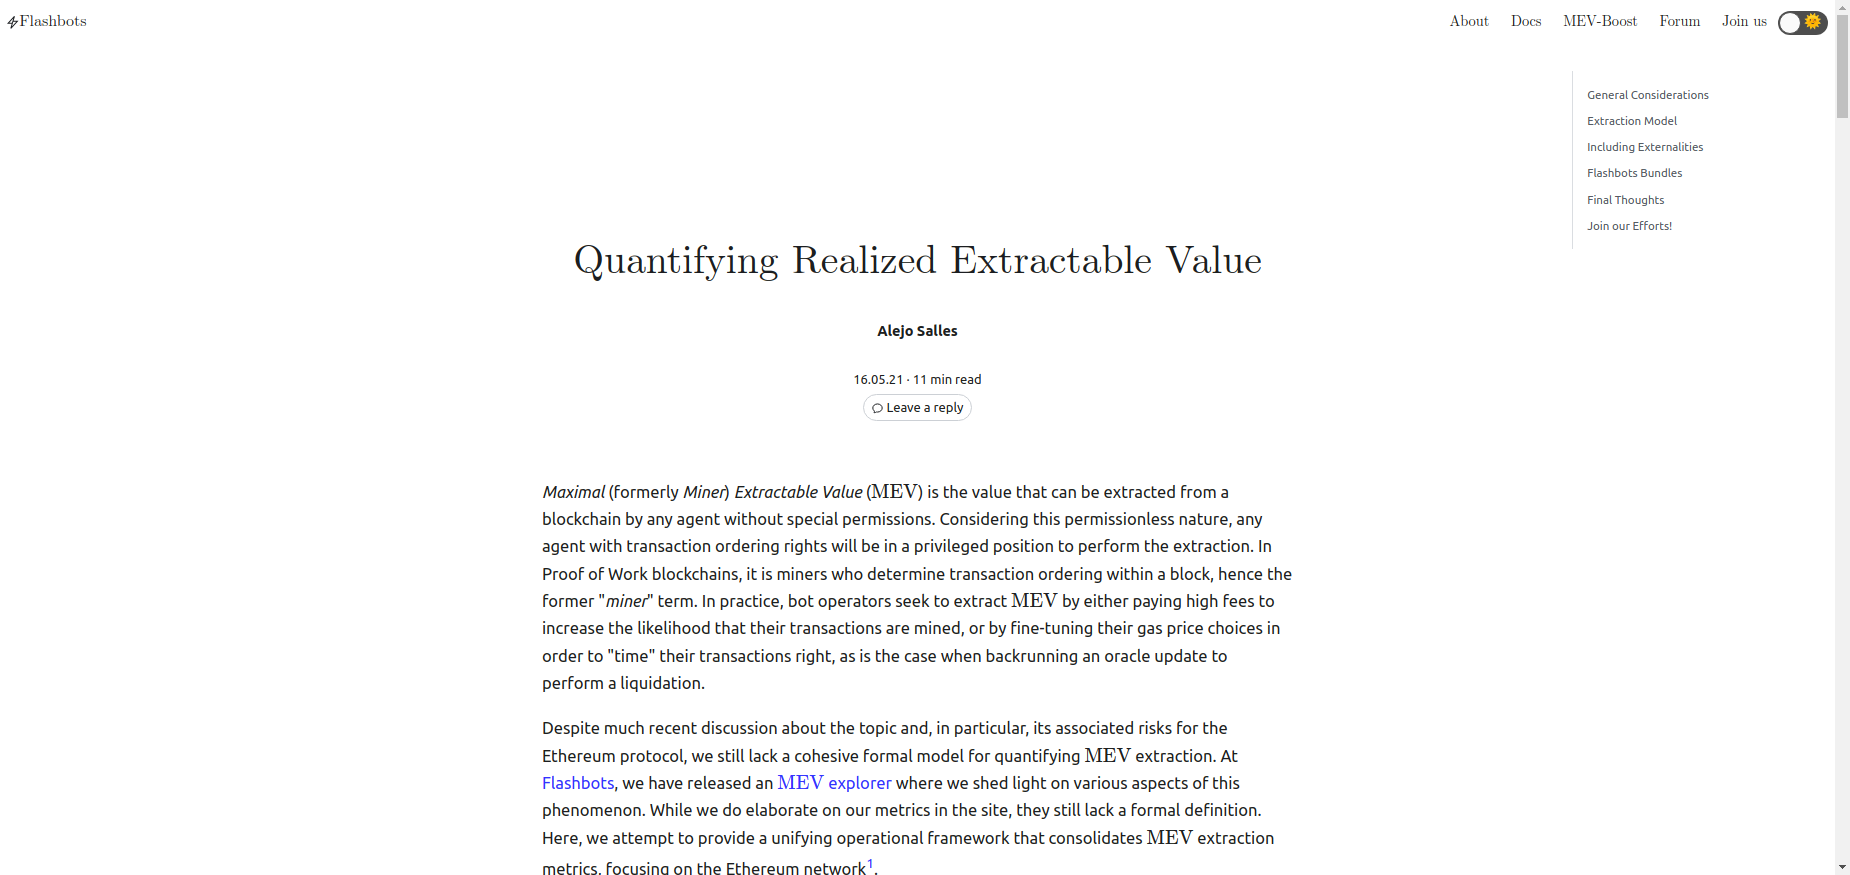 Flashbots
About Docs MEV-Boost Forum Join us
General Considerations
Extraction Model
Including Externalities
Flashbots Bundles
Final Thoughts
Join our Efforts!
Quantifying Realized Extractable Value
Alejo Salles
16.05.21 · 11 min read
Leave a reply
Maximal (formerly Miner) Extractable Value (MEV) is the value that can be extracted from a
blockchain by any agent without special permissions. Considering this permissionless nature, any
agent with transaction ordering rights will be in a privileged position to perform the extraction. In
Proof of Work blockchains, it is miners who determine transaction ordering within a block, hence the
former "miner" term. In practice, bot operators seek to extract MEV by either paying high fees to
increase the likelihood that their transactions are mined, or by fine-tuning their gas price choices in
order to "time" their transactions right, as is the case when backrunning an oracle update to
perform a liquidation.
Despite much recent discussion about the topic and, in particular, its associated risks for the
Ethereum protocol, we still lack a cohesive formal model for quantifying MEV extraction. At
Flashbots, we have released an MEV explorer where we shed light on various aspects of this
phenomenon. While we do elaborate on our metrics in the site, they still lack a formal definition.
Here, we attempt to provide a unifying operational framework that consolidates MEV extraction
metrics, focusing on the Ethereum network1.